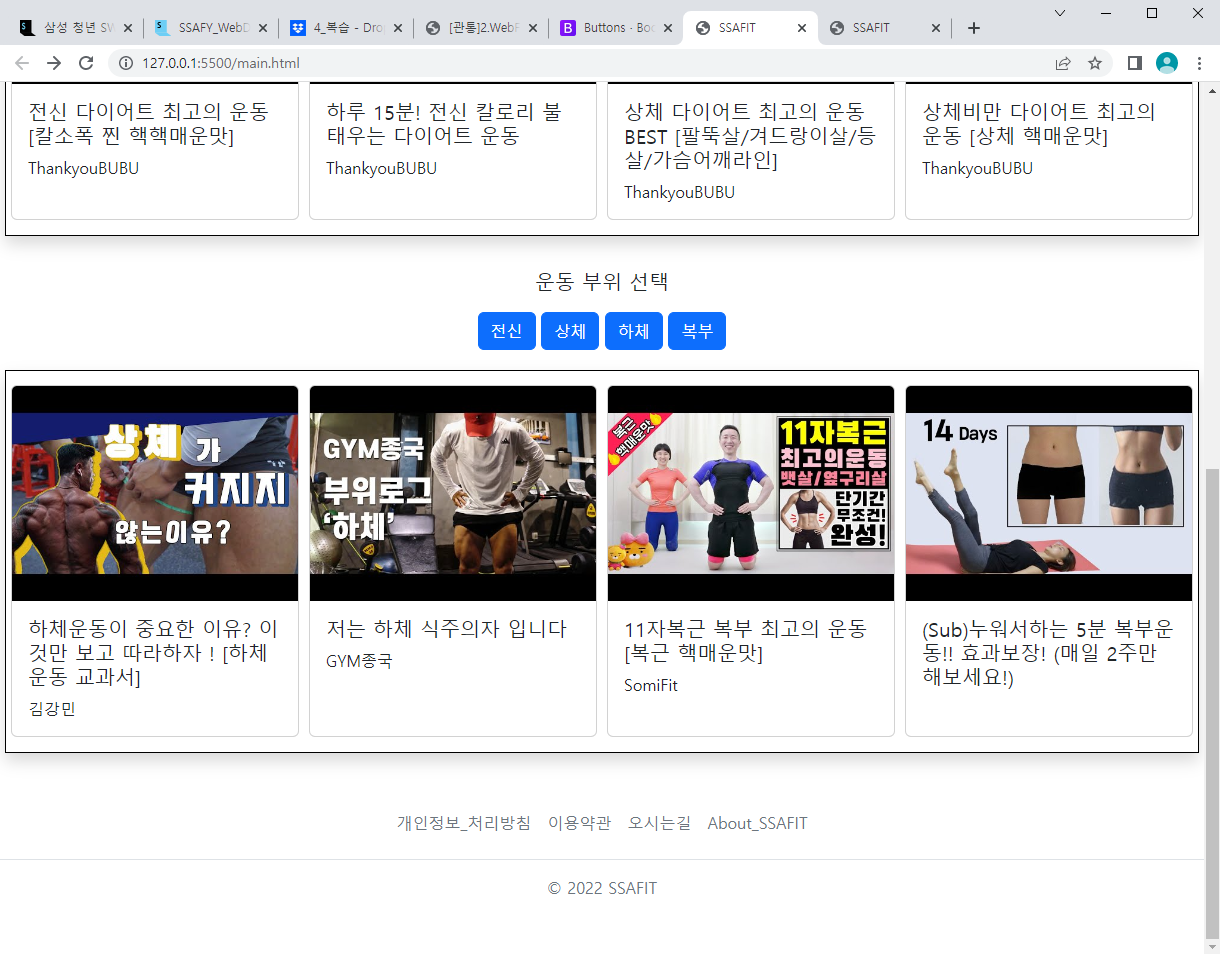 삼성 청년 SW
SSAFY_WebD
4_복습 - Drop
[관통]2.WebF
Buttons · Boo
SSAFIT
SSAFIT
127.0.0.1:5500/main.html
전신 다이어트 최고의 운동
[칼소폭 찐 핵핵매운맛]
ThankyouBUBU
하루 15분! 전신 칼로리 불
태우는 다이어트 운동
ThankyouBUBU
상체 다이어트 최고의 운동
BEST [팔뚝살/겨드랑이살/등
살/가슴어깨라인]
ThankyouBUBU
상체비만 다이어트 최고의
운동 [상체 핵매운맛]
ThankyouBUBU
운동 부위 선택
전신
상체
하체
복부
상체가
커지지
않는이유?
하체운동이 중요한 이유? 이
것만 보고 따라하자 ! [하체
운동 교과서]
김강민
GYM종국
부위로그
‘하체’
저는 하체 식주의자 입니다
GYM종국
복근
핵매운맛
11자복근
최고의운동
뱃살/옆구리살
단기간
무조건!
완성!
11자복근 복부 최고의 운동
[복근 핵매운맛]
SomiFit
14 Days
(Sub)누워서하는 5분 복부운
동!! 효과보장! (매일 2주만
해보세요!)
개인정보_처리방침
이용약관
오시는길
About_SSAFIT
© 2022 SSAFIT